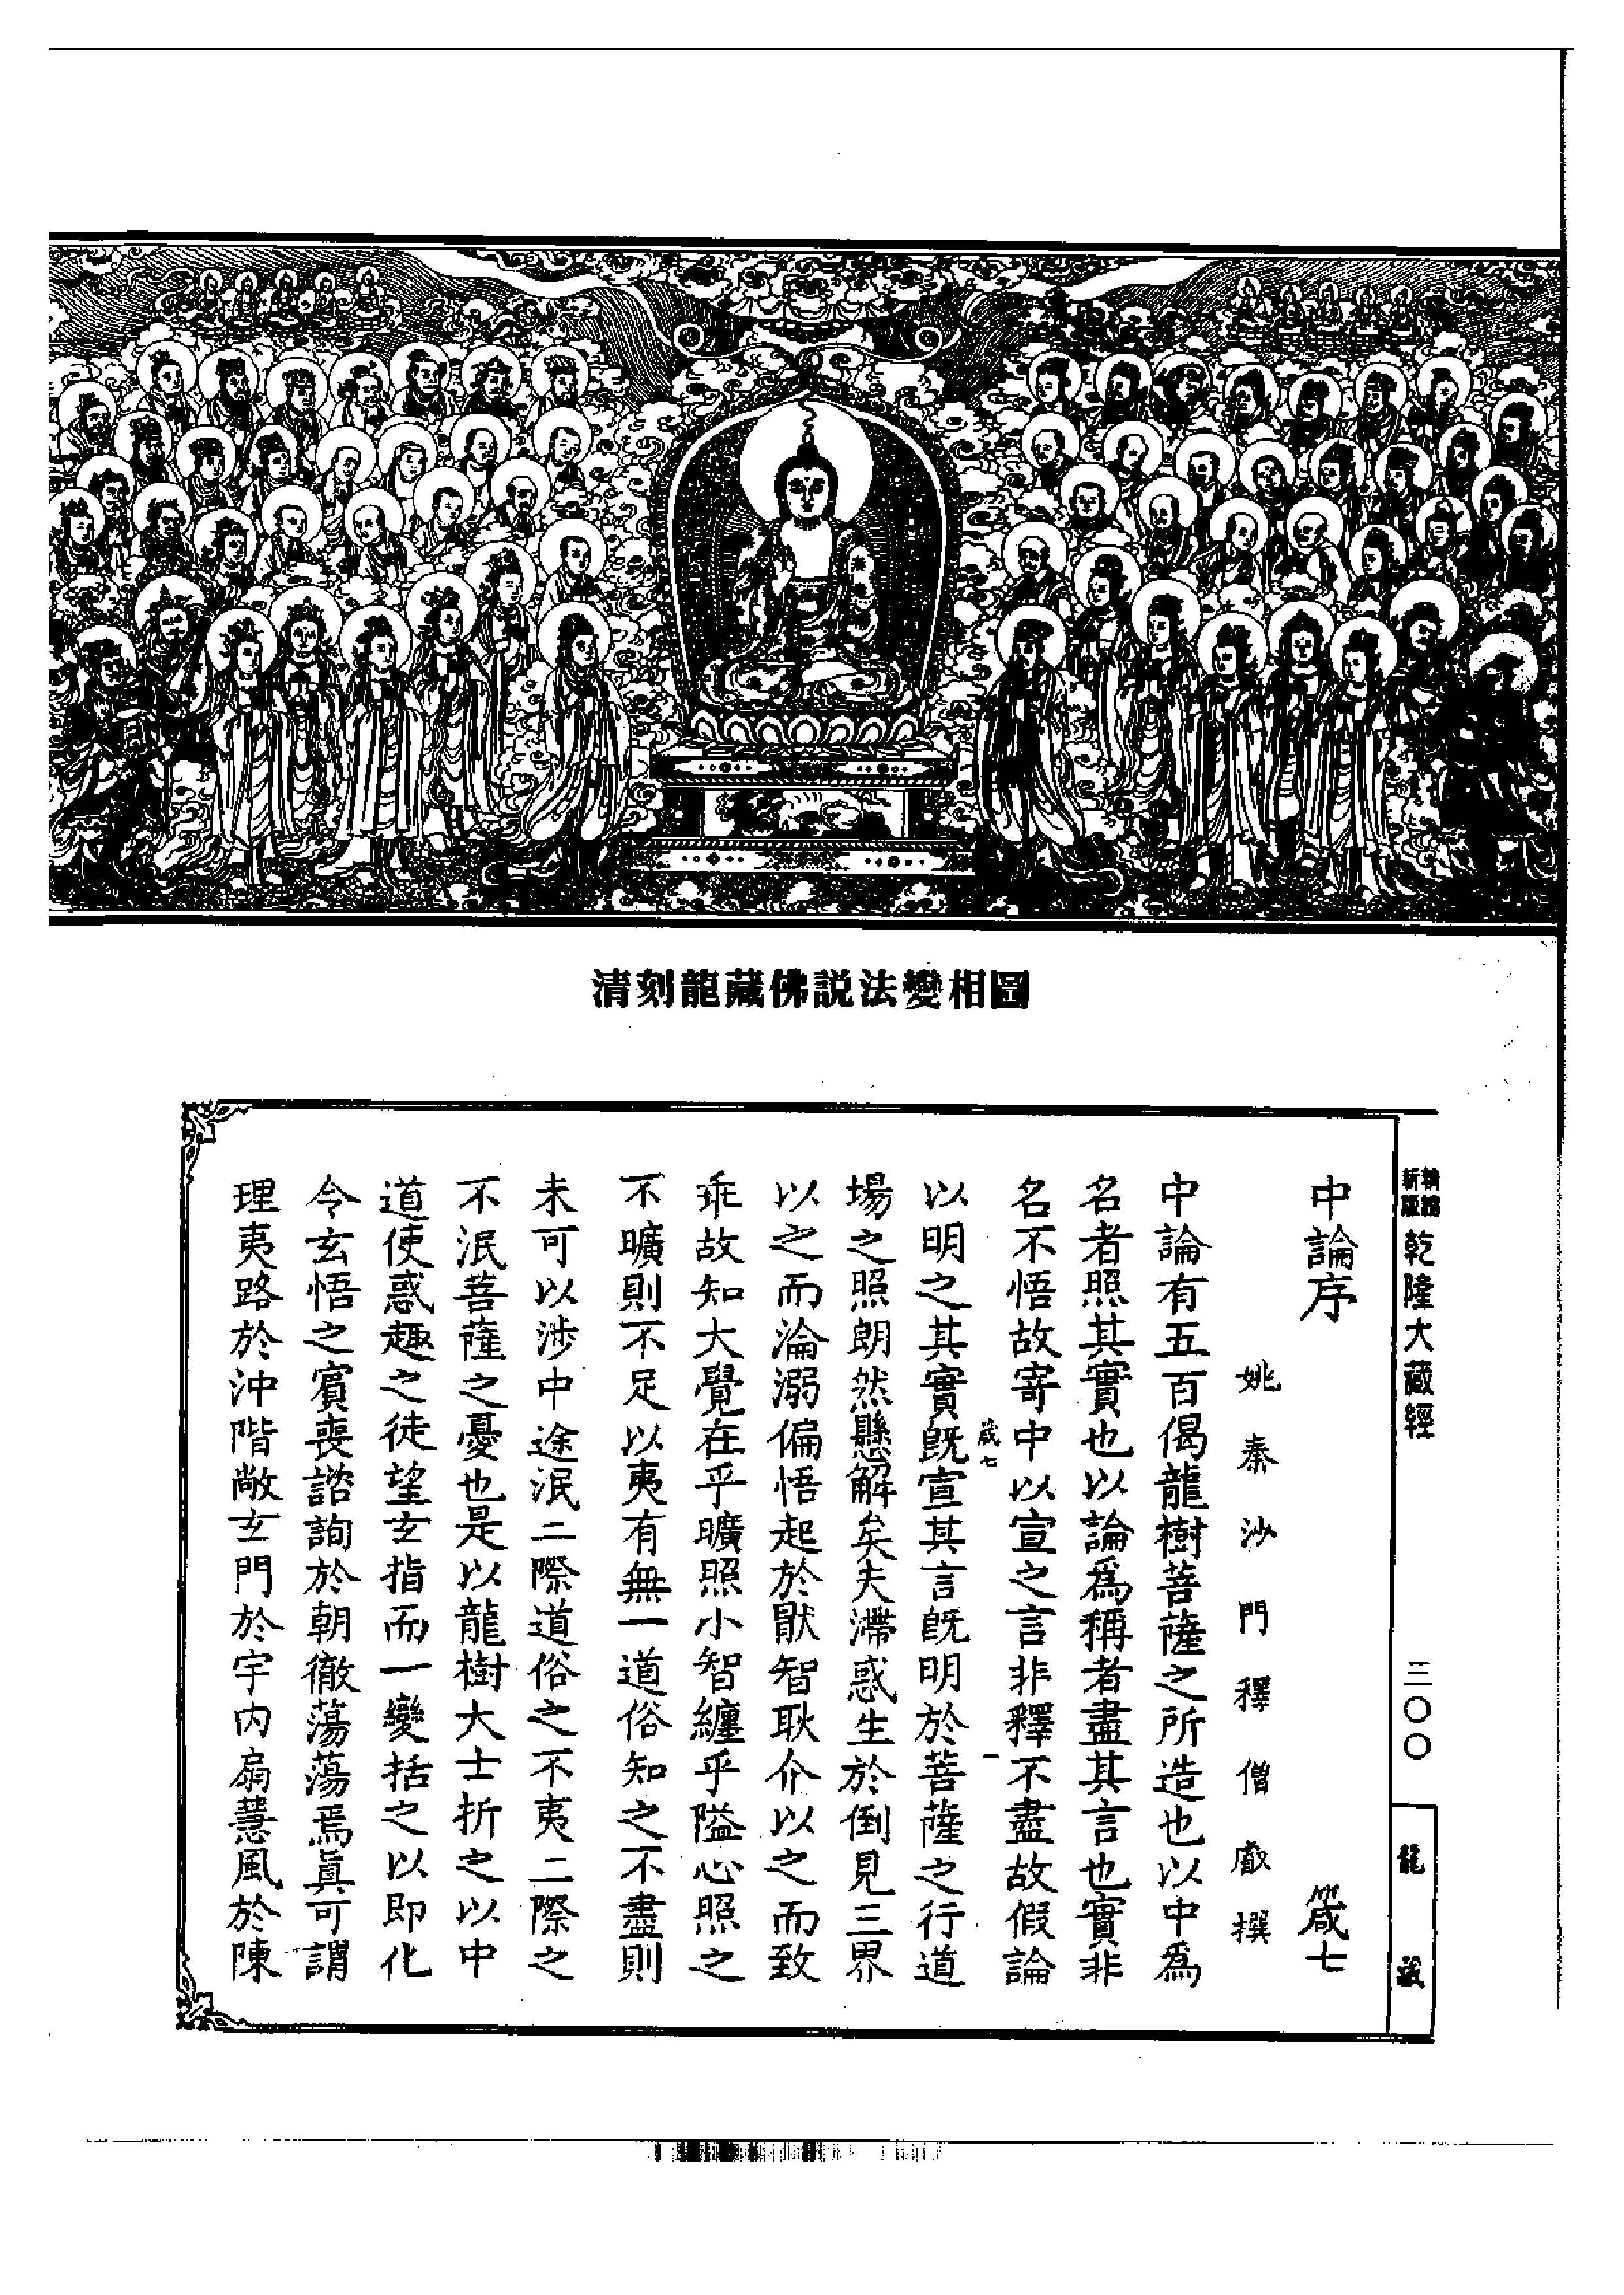 清刻龍藏佛説法變相圖
新版
精縮
乾隆大藏經
三〇〇
龍藏
中論序
箴七
姚秦沙門釋僧叡撰
中論有五百偈龍樹菩薩之所造也以中爲
名者照其實也以論爲稱者盡其言也實非
名不悟故寄中以宣之言非釋不盡故假論
箴七
一
以明之其實旣宣其言旣明於菩薩之行道
場之照朗然懸解矣夫滯惑生於倒見三界
以之而淪溺偏悟起於厭智耿介以之而致
乖故知大覺在乎曠照小智纏乎隘心照之
不曠則不足以夷有無一道俗知之不盡則
未可以涉中途泯二際道俗之不夷二際之
不泯菩薩之憂也是以龍樹大士折之以中
道使惑趣之徒望玄指而一變括之以即化
令玄悟之賓喪諮詢於朝徹蕩蕩焉眞可謂
理夷路於沖階敞玄門於宇内扇慧風於陳